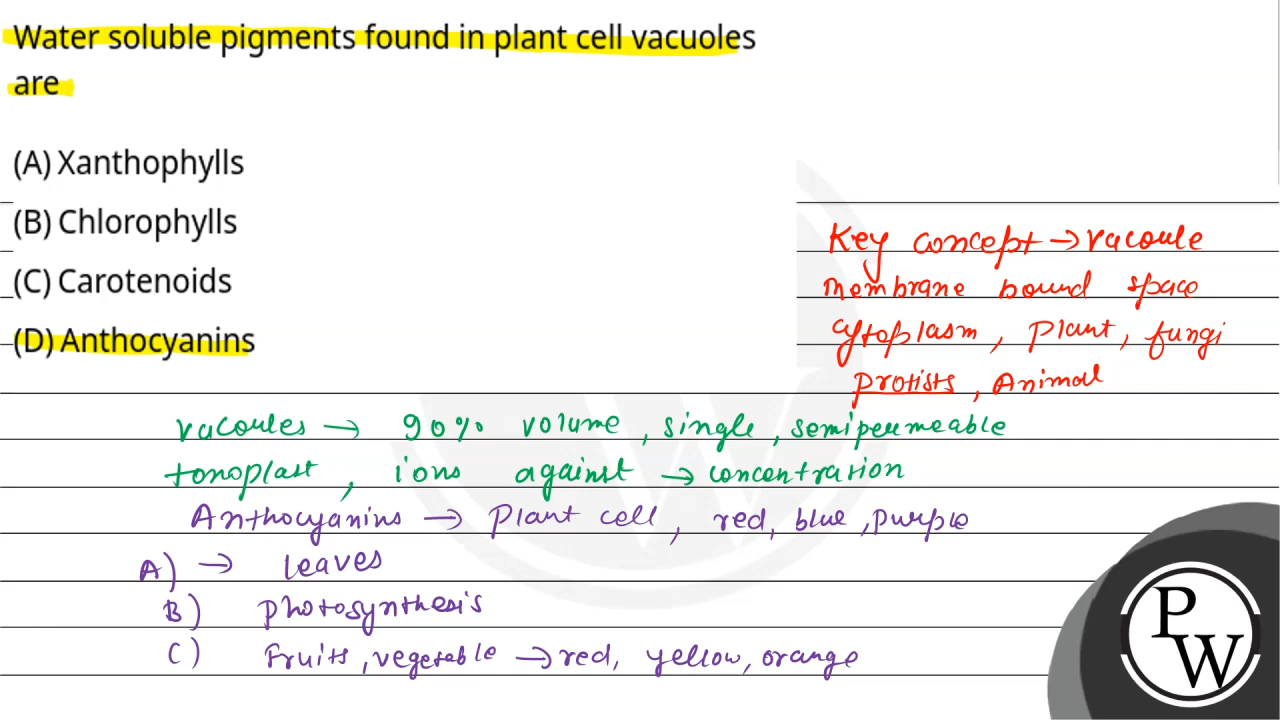 Water soluble pigments found in plant cell vacuoles
are
(A) Xanthophylls
(B) Chlorophylls
(C) Carotenoids
(D) Anthocyanins
Key concept → vacoule
membrane bound space
cytoplasm, plant, fungi
protists, Animal
vacoules → 90% volume, single, semipermeable
tonoplast, ions against → concentration
Anthocyanins → plant cell, red, blue, purple
A) → leaves
B) photosynthesis
C) fruits, vegetable → red, yellow, orange
PW